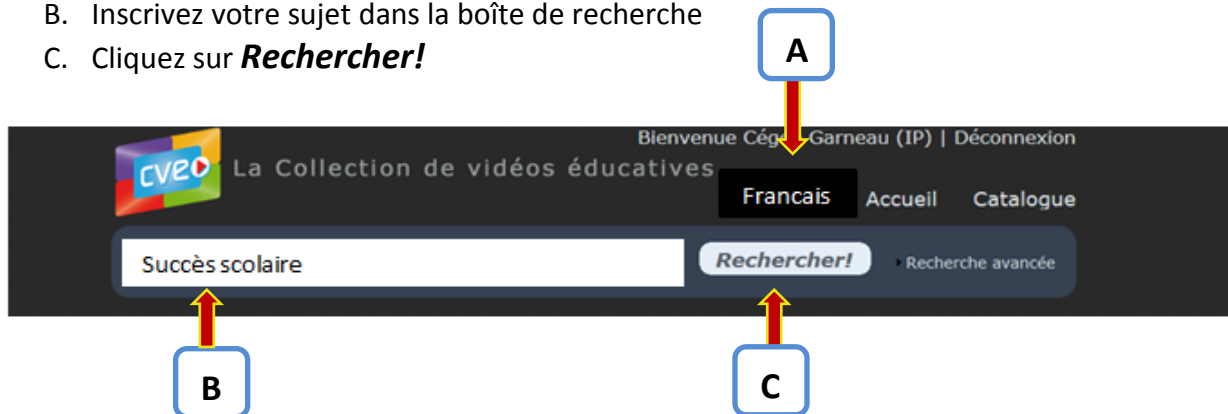 B. Inscrivez votre sujet dans la boîte de recherche
C. Cliquez sur Rechercher!
A
Bienvenue Cége Garneau (IP) | Déconnexion
cveo La Collection de vidéos éducatives
Francais Accueil Catalogue
Succès scolaire Rechercher! Recherche avancée
B C